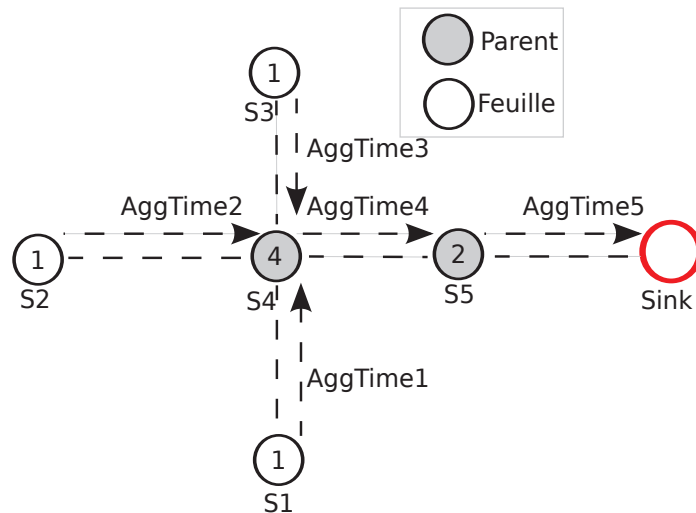 Parent
1
S3
Feuille
AggTime3
AggTime2
AggTime4
AggTime5
1
4
2
S2
S4
S5
Sink
AggTime1
1
S1